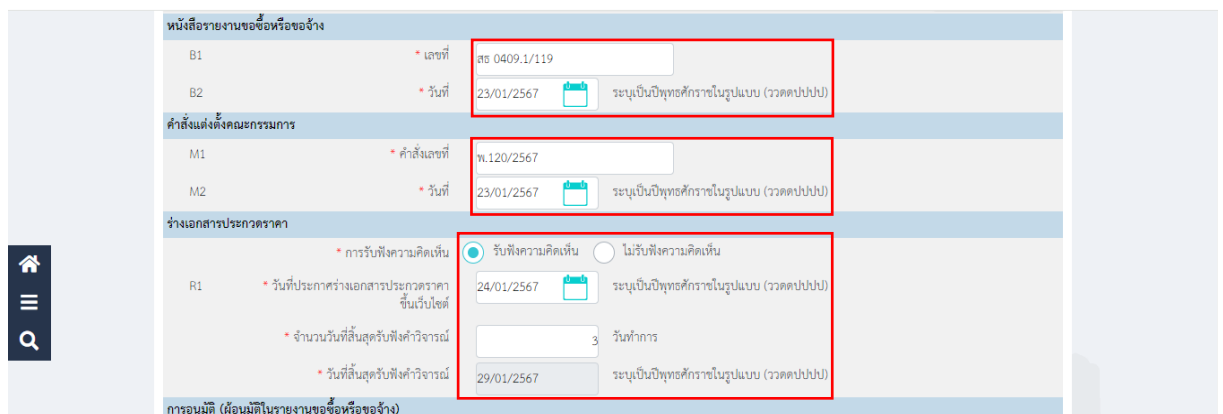 หนังสือรายงานขอซื้อหรือขอจ้าง
B1 * เลขที่ สธ 0409.1/119
B2 * วันที่ 23/01/2567 ระบุเป็นปีพุทธศักราชในรูปแบบ (ววดดปปปป)
คำสั่งแต่งตั้งคณะกรรมการ
M1 * คำสั่งเลขที่ พ.120/2567
M2 * วันที่ 23/01/2567 ระบุเป็นปีพุทธศักราชในรูปแบบ (ววดดปปปป)
ร่างเอกสารประกวดราคา
* การรับฟังความคิดเห็น รับฟังความคิดเห็น ไม่รับฟังความคิดเห็น
R1 * วันที่ประกาศร่างเอกสารประกวดราคา 24/01/2567 ระบุเป็นปีพุทธศักราชในรูปแบบ (ววดดปปปป)
ขึ้นเว็บไซต์
* จำนวนวันที่สิ้นสุดรับฟังคำวิจารณ์ 3 วันทำการ
* วันที่สิ้นสุดรับฟังคำวิจารณ์ 29/01/2567 ระบุเป็นปีพุทธศักราชในรูปแบบ (ววดดปปปป)
การอนุมัติ (ผู้อนุมัติในรายงานขอซื้อหรือขอจ้าง)